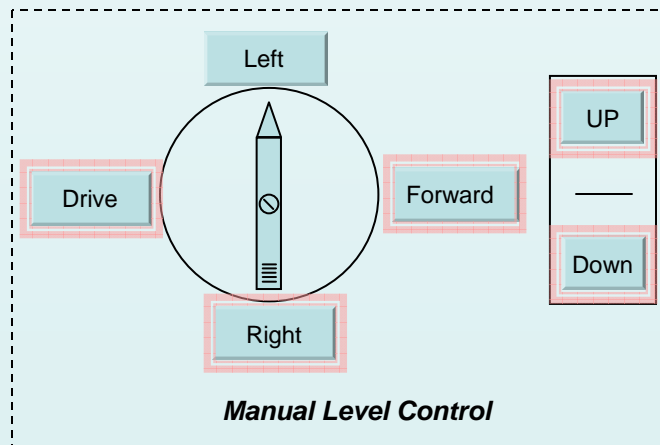 Left
UP
Drive
Forward
Down
Right
Manual Level Control